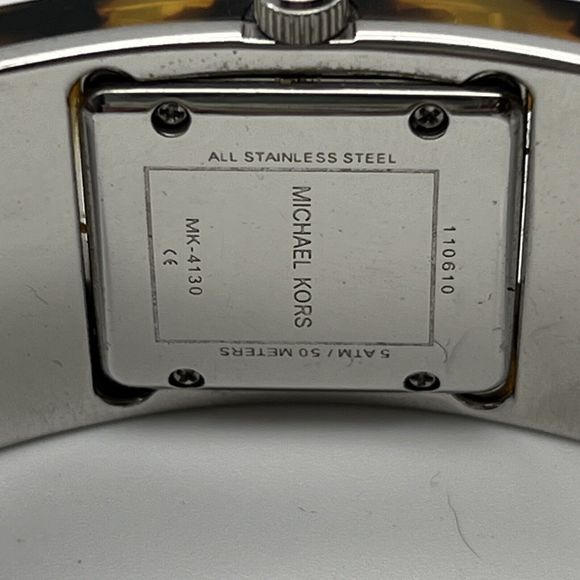 ALL STAINLESS STEEL
110610
MICHAEL KORS
MK-4130
CE
5 ATM / 50 METERS